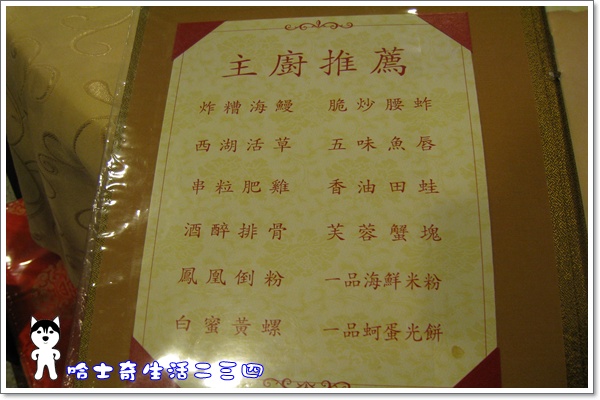 主廚推薦
炸糟海鰻 脆炒腰蚱
西湖活草 五味魚唇
串粒肥雞 香油田蛙
酒醉排骨 芙蓉蟹塊
鳳凰倒粉 一品海鮮米粉
白蜜黃螺 一品蚵蛋光餅
哈士奇生活二三四